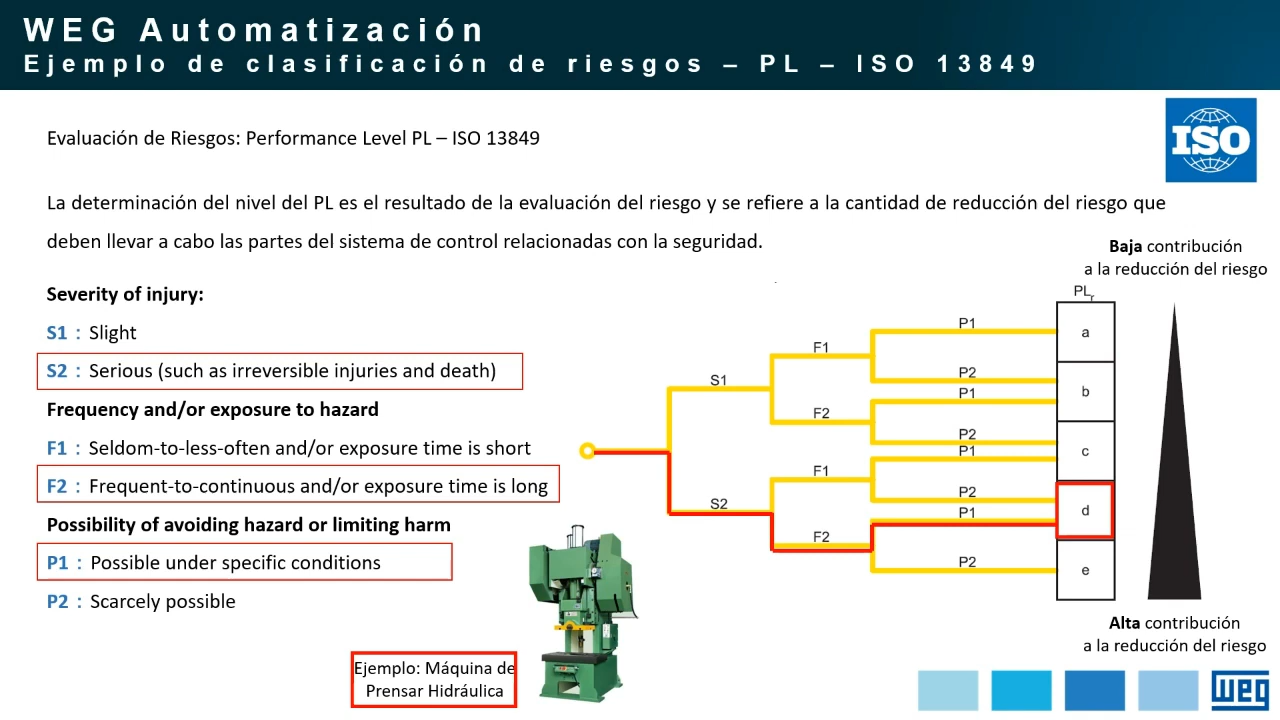 WEG Automatización
Ejemplo de clasificación de riesgos – PL – ISO 13849
ISO
Evaluación de Riesgos: Performance Level PL – ISO 13849
La determinación del nivel del PL es el resultado de la evaluación del riesgo y se refiere a la cantidad de reducción del riesgo que
deben llevar a cabo las partes del sistema de control relacionadas con la seguridad.
Baja contribución
a la reducción del riesgo
Severity of injury:
S1 : Slight
S2 : Serious (such as irreversible injuries and death)
Frequency and/or exposure to hazard
F1 : Seldom-to-less-often and/or exposure time is short
F2 : Frequent-to-continuous and/or exposure time is long
Possibility of avoiding hazard or limiting harm
P1 : Possible under specific conditions
P2 : Scarcely possible
PLr
P1
a
F1
P2
S1
P1
b
F2
P2
P1
c
F1
P2
S2
P1
d
F2
P2
e
Alta contribución
a la reducción del riesgo
Ejemplo: Máquina de
Prensar Hidráulica
WEG